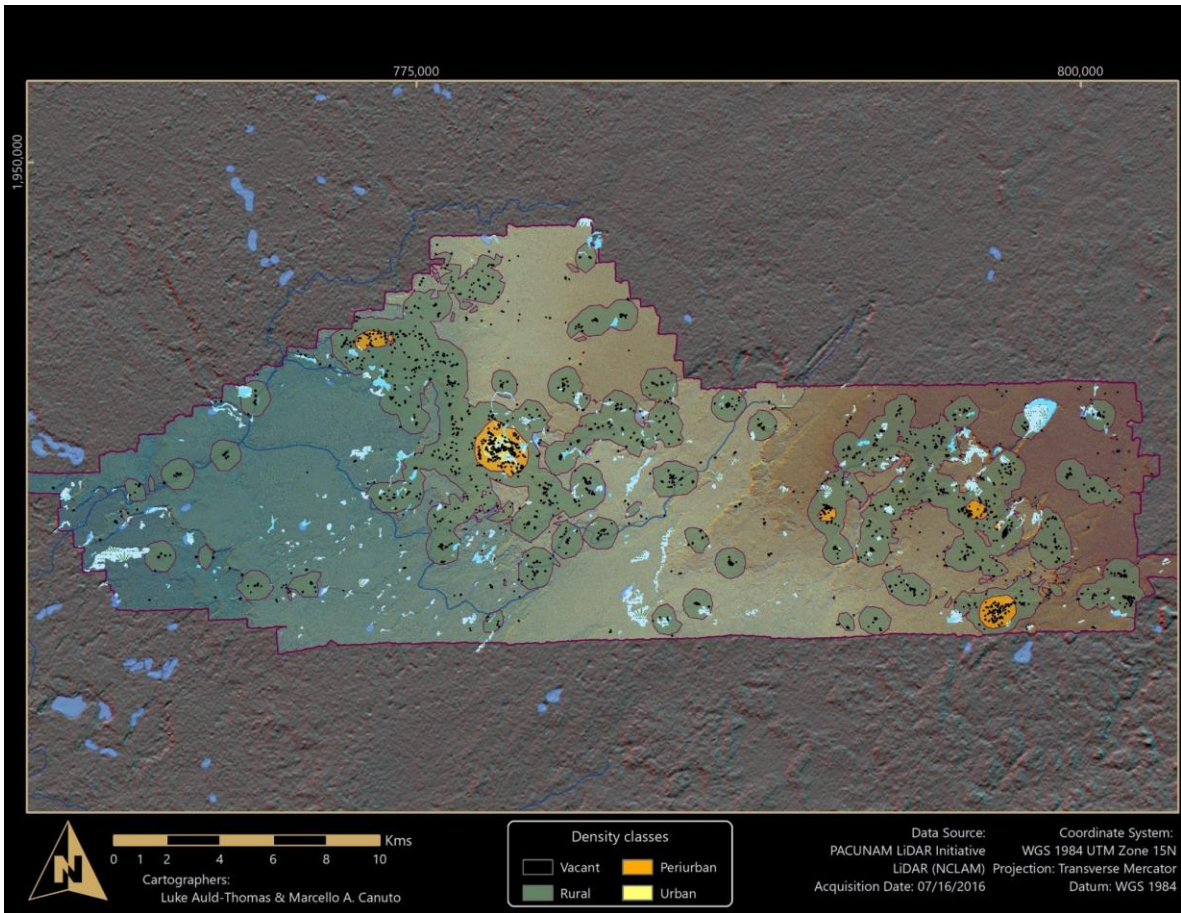 775,000
800,000
1,950,000
Kms
0 1 2 4 6 8 10
Cartographers:
Luke Auld-Thomas & Marcello A. Canuto
N
Density classes
Vacant
Periurban
Rural
Urban
Data Source:
PACUNAM LiDAR Initiative
LiDAR (NCLAM)
Acquisition Date: 07/16/2016
Coordinate System:
WGS 1984 UTM Zone 15N
Projection: Transverse Mercator
Datum: WGS 1984